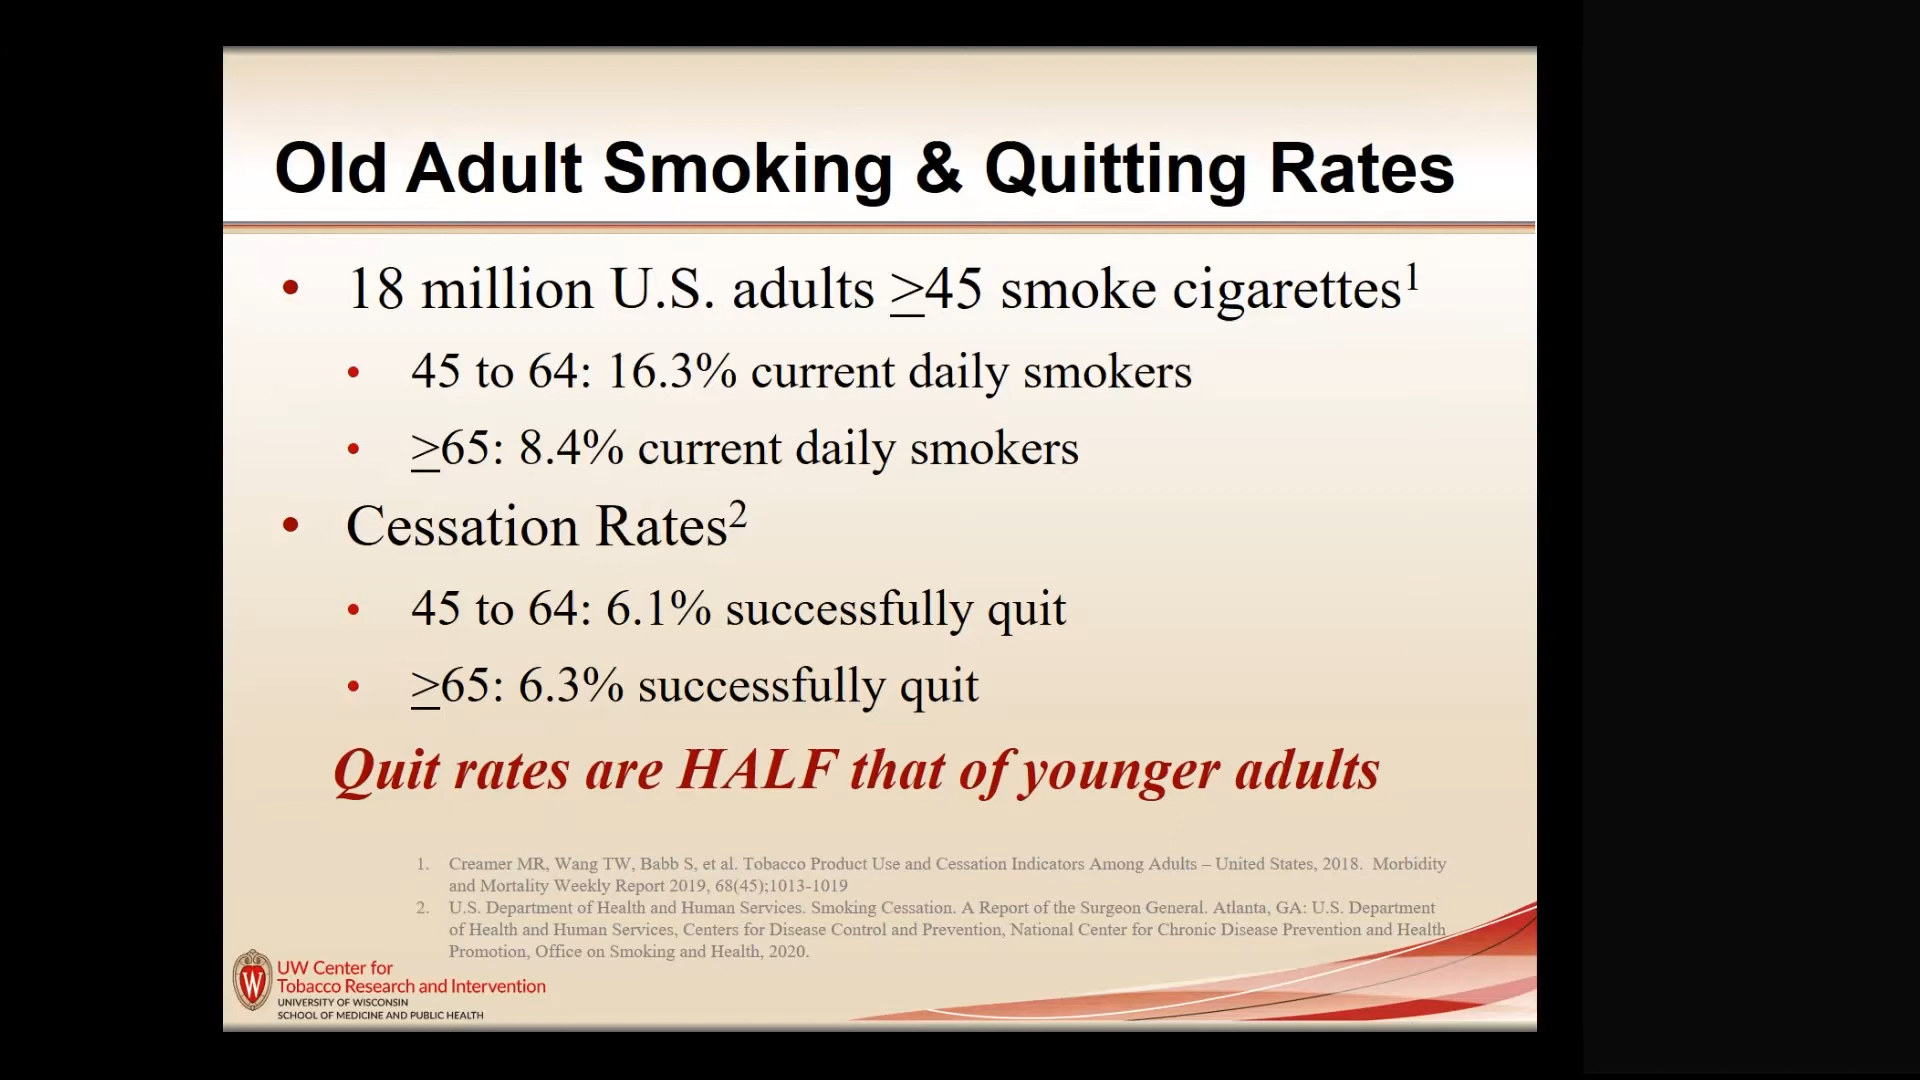 Old Adult Smoking & Quitting Rates
• 18 million U.S. adults ≥45 smoke cigarettes¹
• 45 to 64: 16.3% current daily smokers
• ≥65: 8.4% current daily smokers
• Cessation Rates²
• 45 to 64: 6.1% successfully quit
• ≥65: 6.3% successfully quit
Quit rates are HALF that of younger adults
1. Creamer MR, Wang TW, Babb S, et al. Tobacco Product Use and Cessation Indicators Among Adults – United States, 2018. Morbidity
and Mortality Weekly Report 2019, 68(45);1013-1019
2. U.S. Department of Health and Human Services. Smoking Cessation. A Report of the Surgeon General. Atlanta, GA: U.S. Department
of Health and Human Services, Centers for Disease Control and Prevention, National Center for Chronic Disease Prevention and Health
Promotion, Office on Smoking and Health, 2020.
W
UW Center for
Tobacco Research and Intervention
UNIVERSITY OF WISCONSIN
SCHOOL OF MEDICINE AND PUBLIC HEALTH